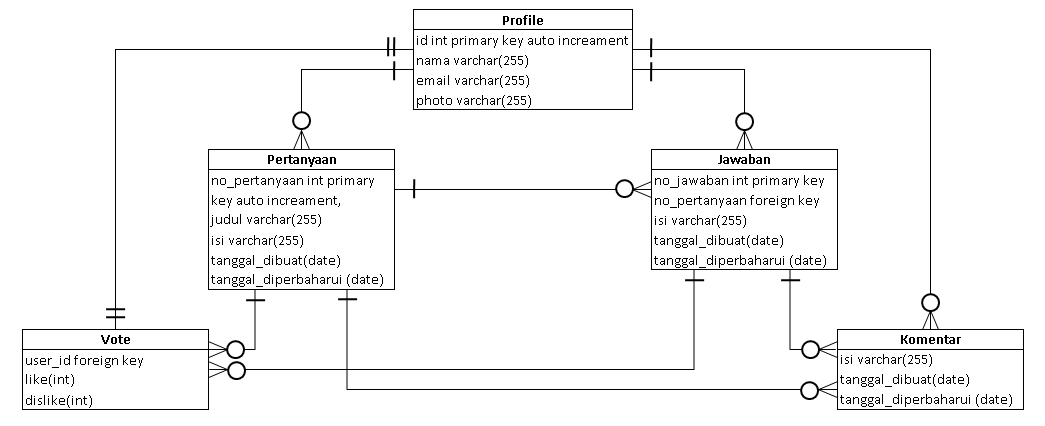 Profile
id int primary key auto increament
nama varchar(255)
email varchar(255)
photo varchar(255)
Pertanyaan
no_pertanyaan int primary
key auto increament,
judul varchar(255)
isi varchar(255)
tanggal_dibuat(date)
tanggal_diperbaharui (date)
Jawaban
no_jawaban int primary key
no_pertanyaan foreign key
isi varchar(255)
tanggal_dibuat(date)
tanggal_diperbaharui (date)
Vote
user_id foreign key
like(int)
dislike(int)
Komentar
isi varchar(255)
tanggal_dibuat(date)
tanggal_diperbaharui (date)